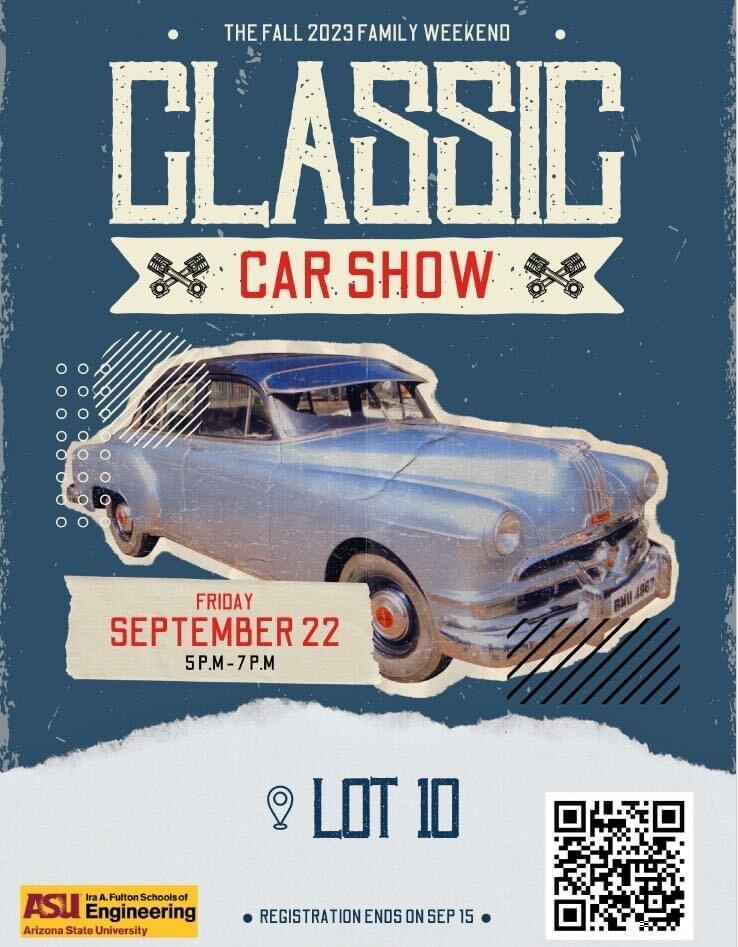 THE FALL 2023 FAMILY WEEKEND
CLASSIC
CAR SHOW
FRIDAY
SEPTEMBER 22
5 P.M - 7 P.M
LOT 10
ASU Ira A. Fulton Schools of
Engineering
Arizona State University
• REGISTRATION ENDS ON SEP 15 •